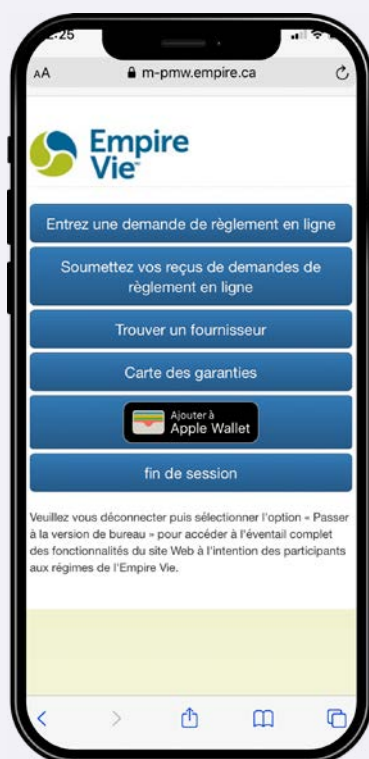 2:25
AA
m-pmw.empire.ca
Empire
Vie
Entrez une demande de règlement en ligne
Soumettez vos reçus de demandes de
règlement en ligne
Trouver un fournisseur
Carte des garanties
Ajouter à
Apple Wallet
fin de session
Veuillez vous déconnecter puis sélectionner l'option « Passer
à la version de bureau » pour accéder à l'éventail complet
des fonctionnalités du site Web à l'intention des participants
aux régimes de l'Empire Vie.